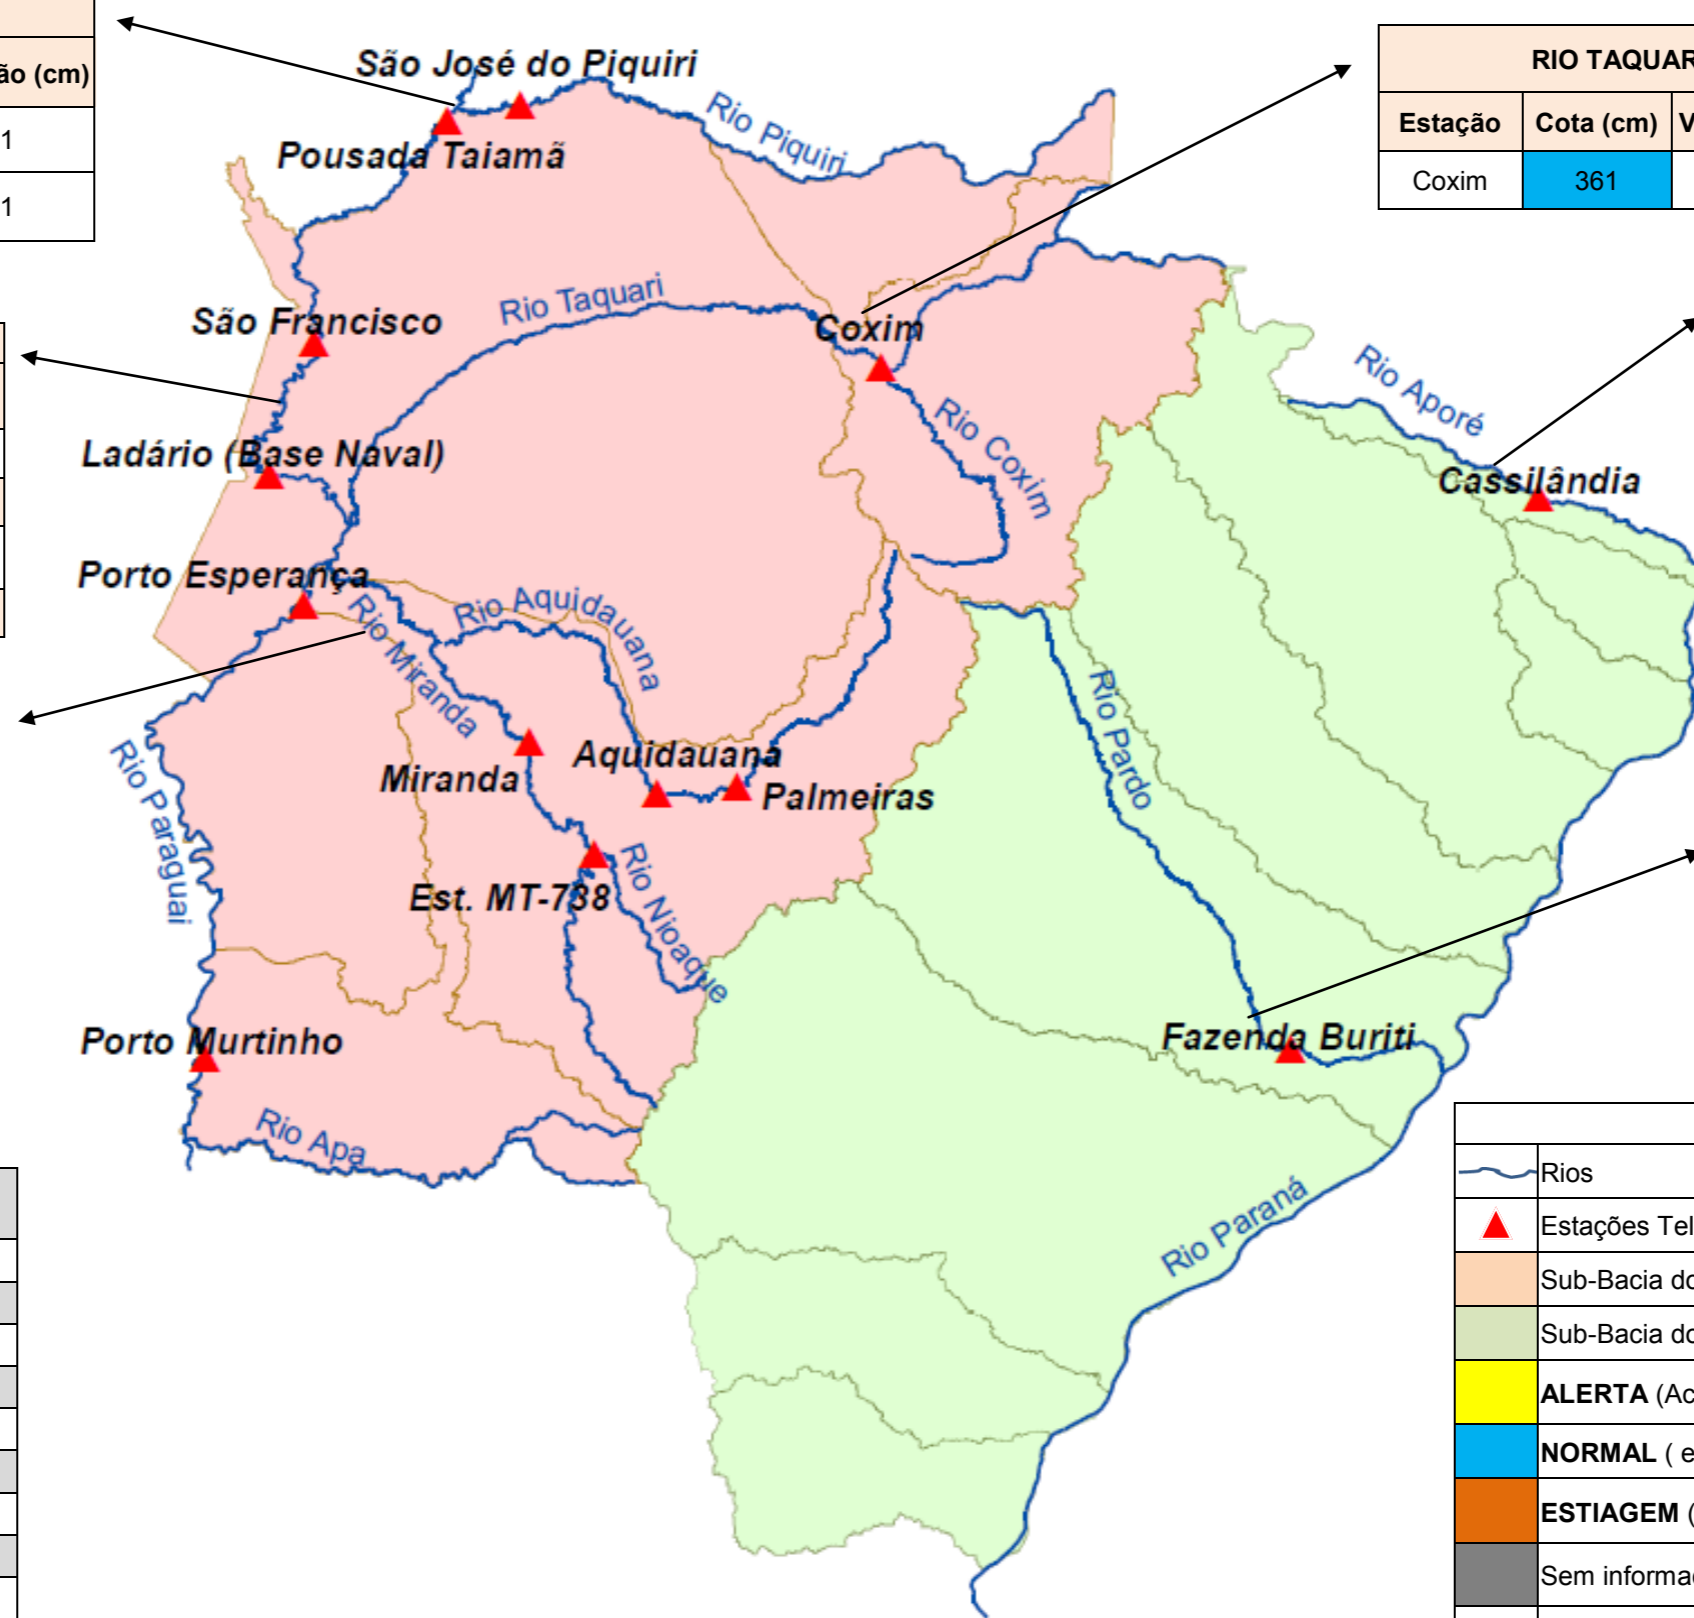 ão (cm)
1
1
RIO TAQUAR
Estação Cota (cm) V
Coxim 361
São José do Piquiri
Pousada Taiamã
Rio Piquiri
São Francisco
Rio Taquari
Coxim
Rio Aporé
Ladário (Base Naval)
Rio Coxim
Cassilândia
Porto Esperança
Rio Aquidauana
Rio Miranda
Rio Pardo
Rio Paraguai
Miranda
Aquidauana
Palmeiras
Est. MT-738
Rio Nioaque
Porto Murtinho
Fazenda Buriti
Rio Apa
Rio Paraná
Rios
Estações Tel
Sub-Bacia do
Sub-Bacia do
ALERTA (Ac
NORMAL ( e
ESTIAGEM (
Sem informa